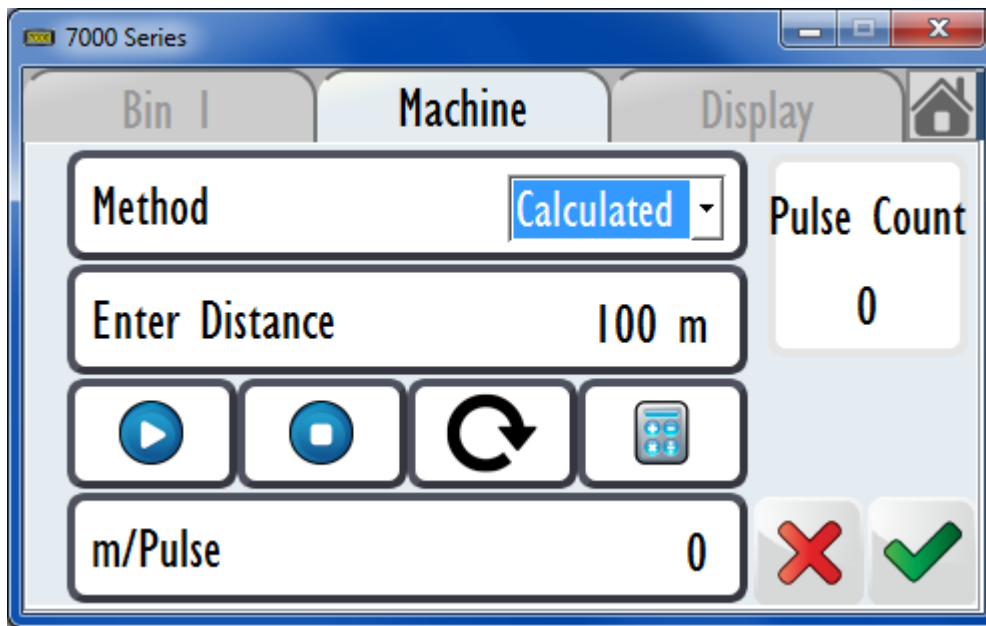 7000 Series
Bin 1
Machine
Display
Method
Calculated
Pulse Count
0
Enter Distance
100 m
m/Pulse
0